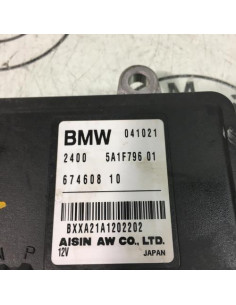 BMW 041021
2400 5A1F796 01
674608 10
BXXA21A1202202
AISIN AW CO., LTD.
12V JAPAN
A P